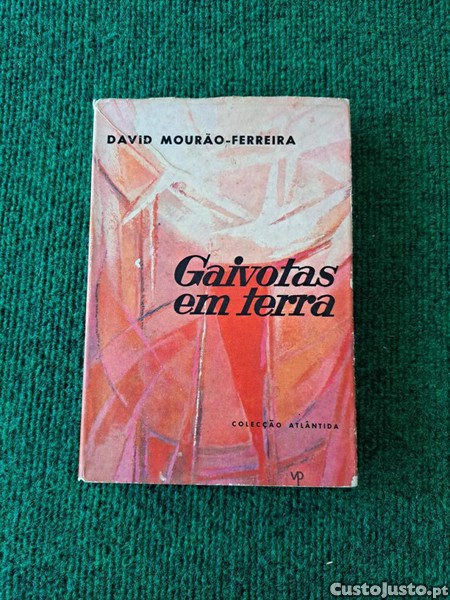 DAVID MOURÃO-FERREIRA
Gaivotas
em terra
COLECÇÃO ATLÂNTIDA
vp
CustoJusto.pt